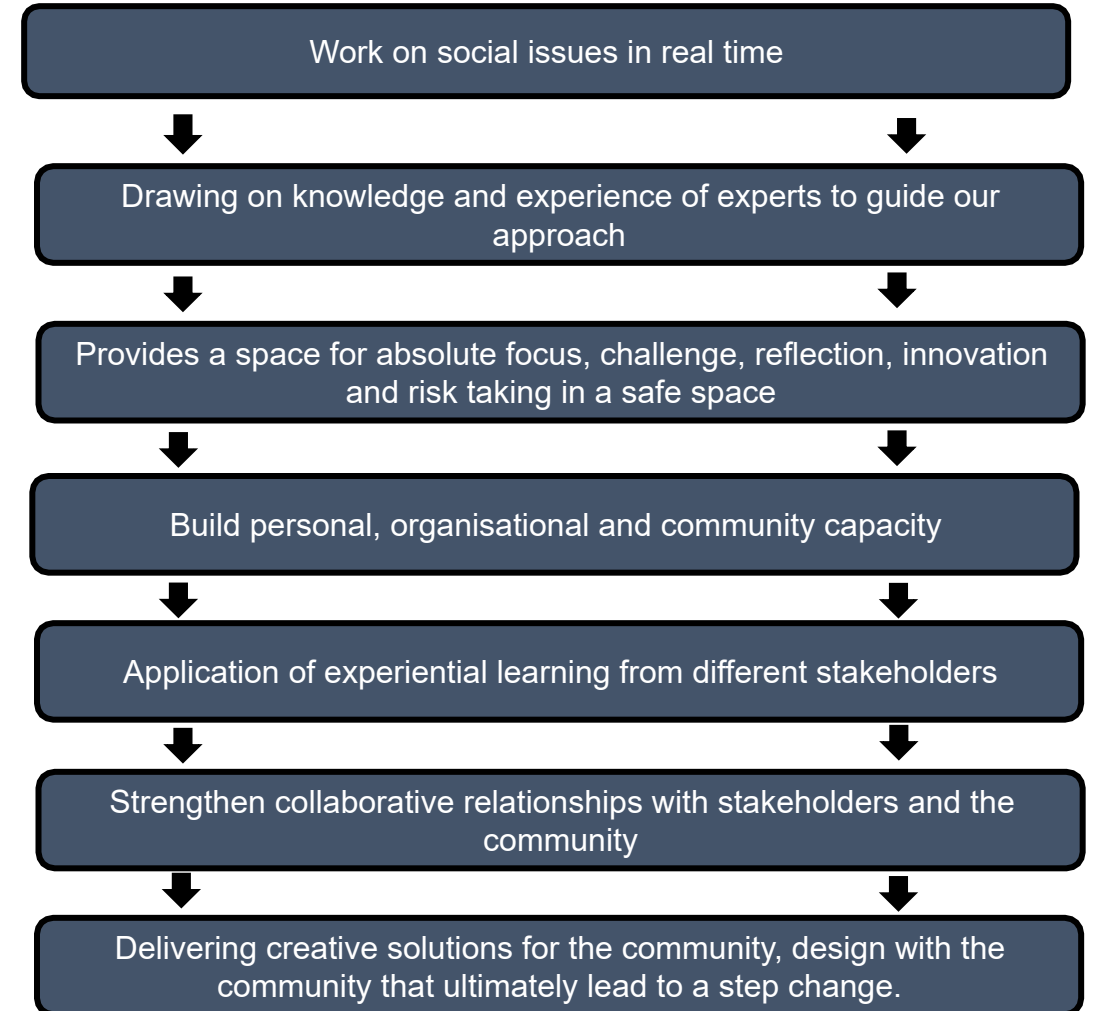 Work on social issues in real time
Drawing on knowledge and experience of experts to guide our
approach
Provides a space for absolute focus, challenge, reflection, innovation
and risk taking in a safe space
Build personal, organisational and community capacity
Application of experiential learning from different stakeholders
Strengthen collaborative relationships with stakeholders and the
community
Delivering creative solutions for the community, design with the
community that ultimately lead to a step change.